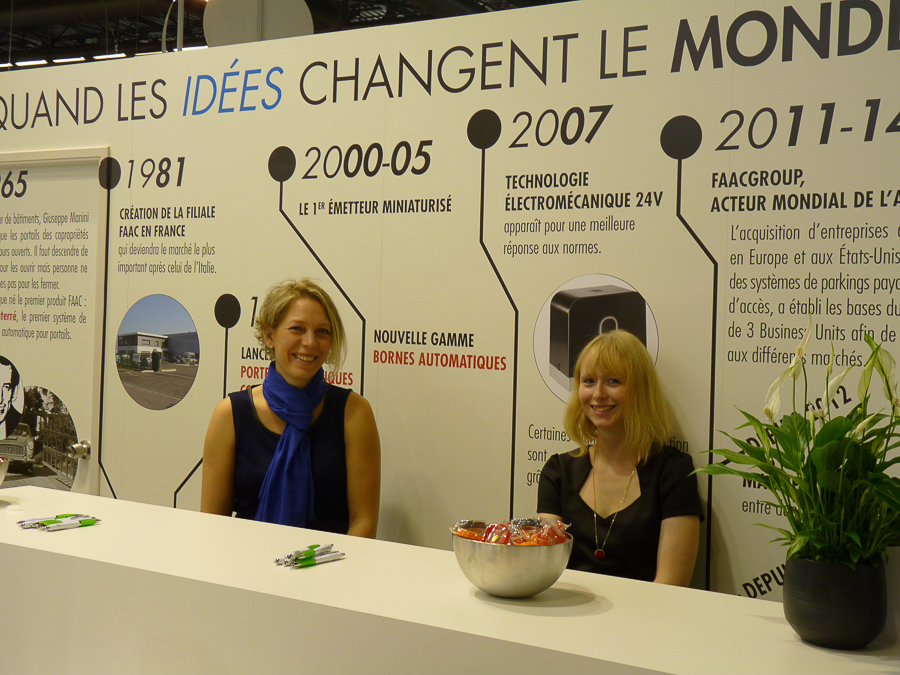 QUAND LES IDÉES CHANGENT LE MONDE
65
de bâtiments, Giuseppe Manini
que les portails des copropriétés
ours ouverts. Il faut descendre de
our les ouvrir mais personne ne
pas pour les fermer.
que né le premier produit FAAC :
le premier système de
automatique pour portails.
1981
CRÉATION DE LA FILIALE
FAAC EN FRANCE
qui deviendra le marché le plus
important après celui de l'Italie.
2000-05
LE 1ER ÉMETTEUR MINIATURISÉ
NOUVELLE GAMME
BORNES AUTOMATIQUES
2007
TECHNOLOGIE
ÉLECTROMÉCANIQUE 24V
apparaît pour une meilleure
réponse aux normes.
Certaines
sont
2011-14
FAACGROUP,
ACTEUR MONDIAL DE L'A
L'acquisition d'entreprises
en Europe et aux États-Unis
des systèmes de parkings
d'accès, a établi les bases du
de 3 Business Units afin de
aux différents marchés.
entre
DEPUI